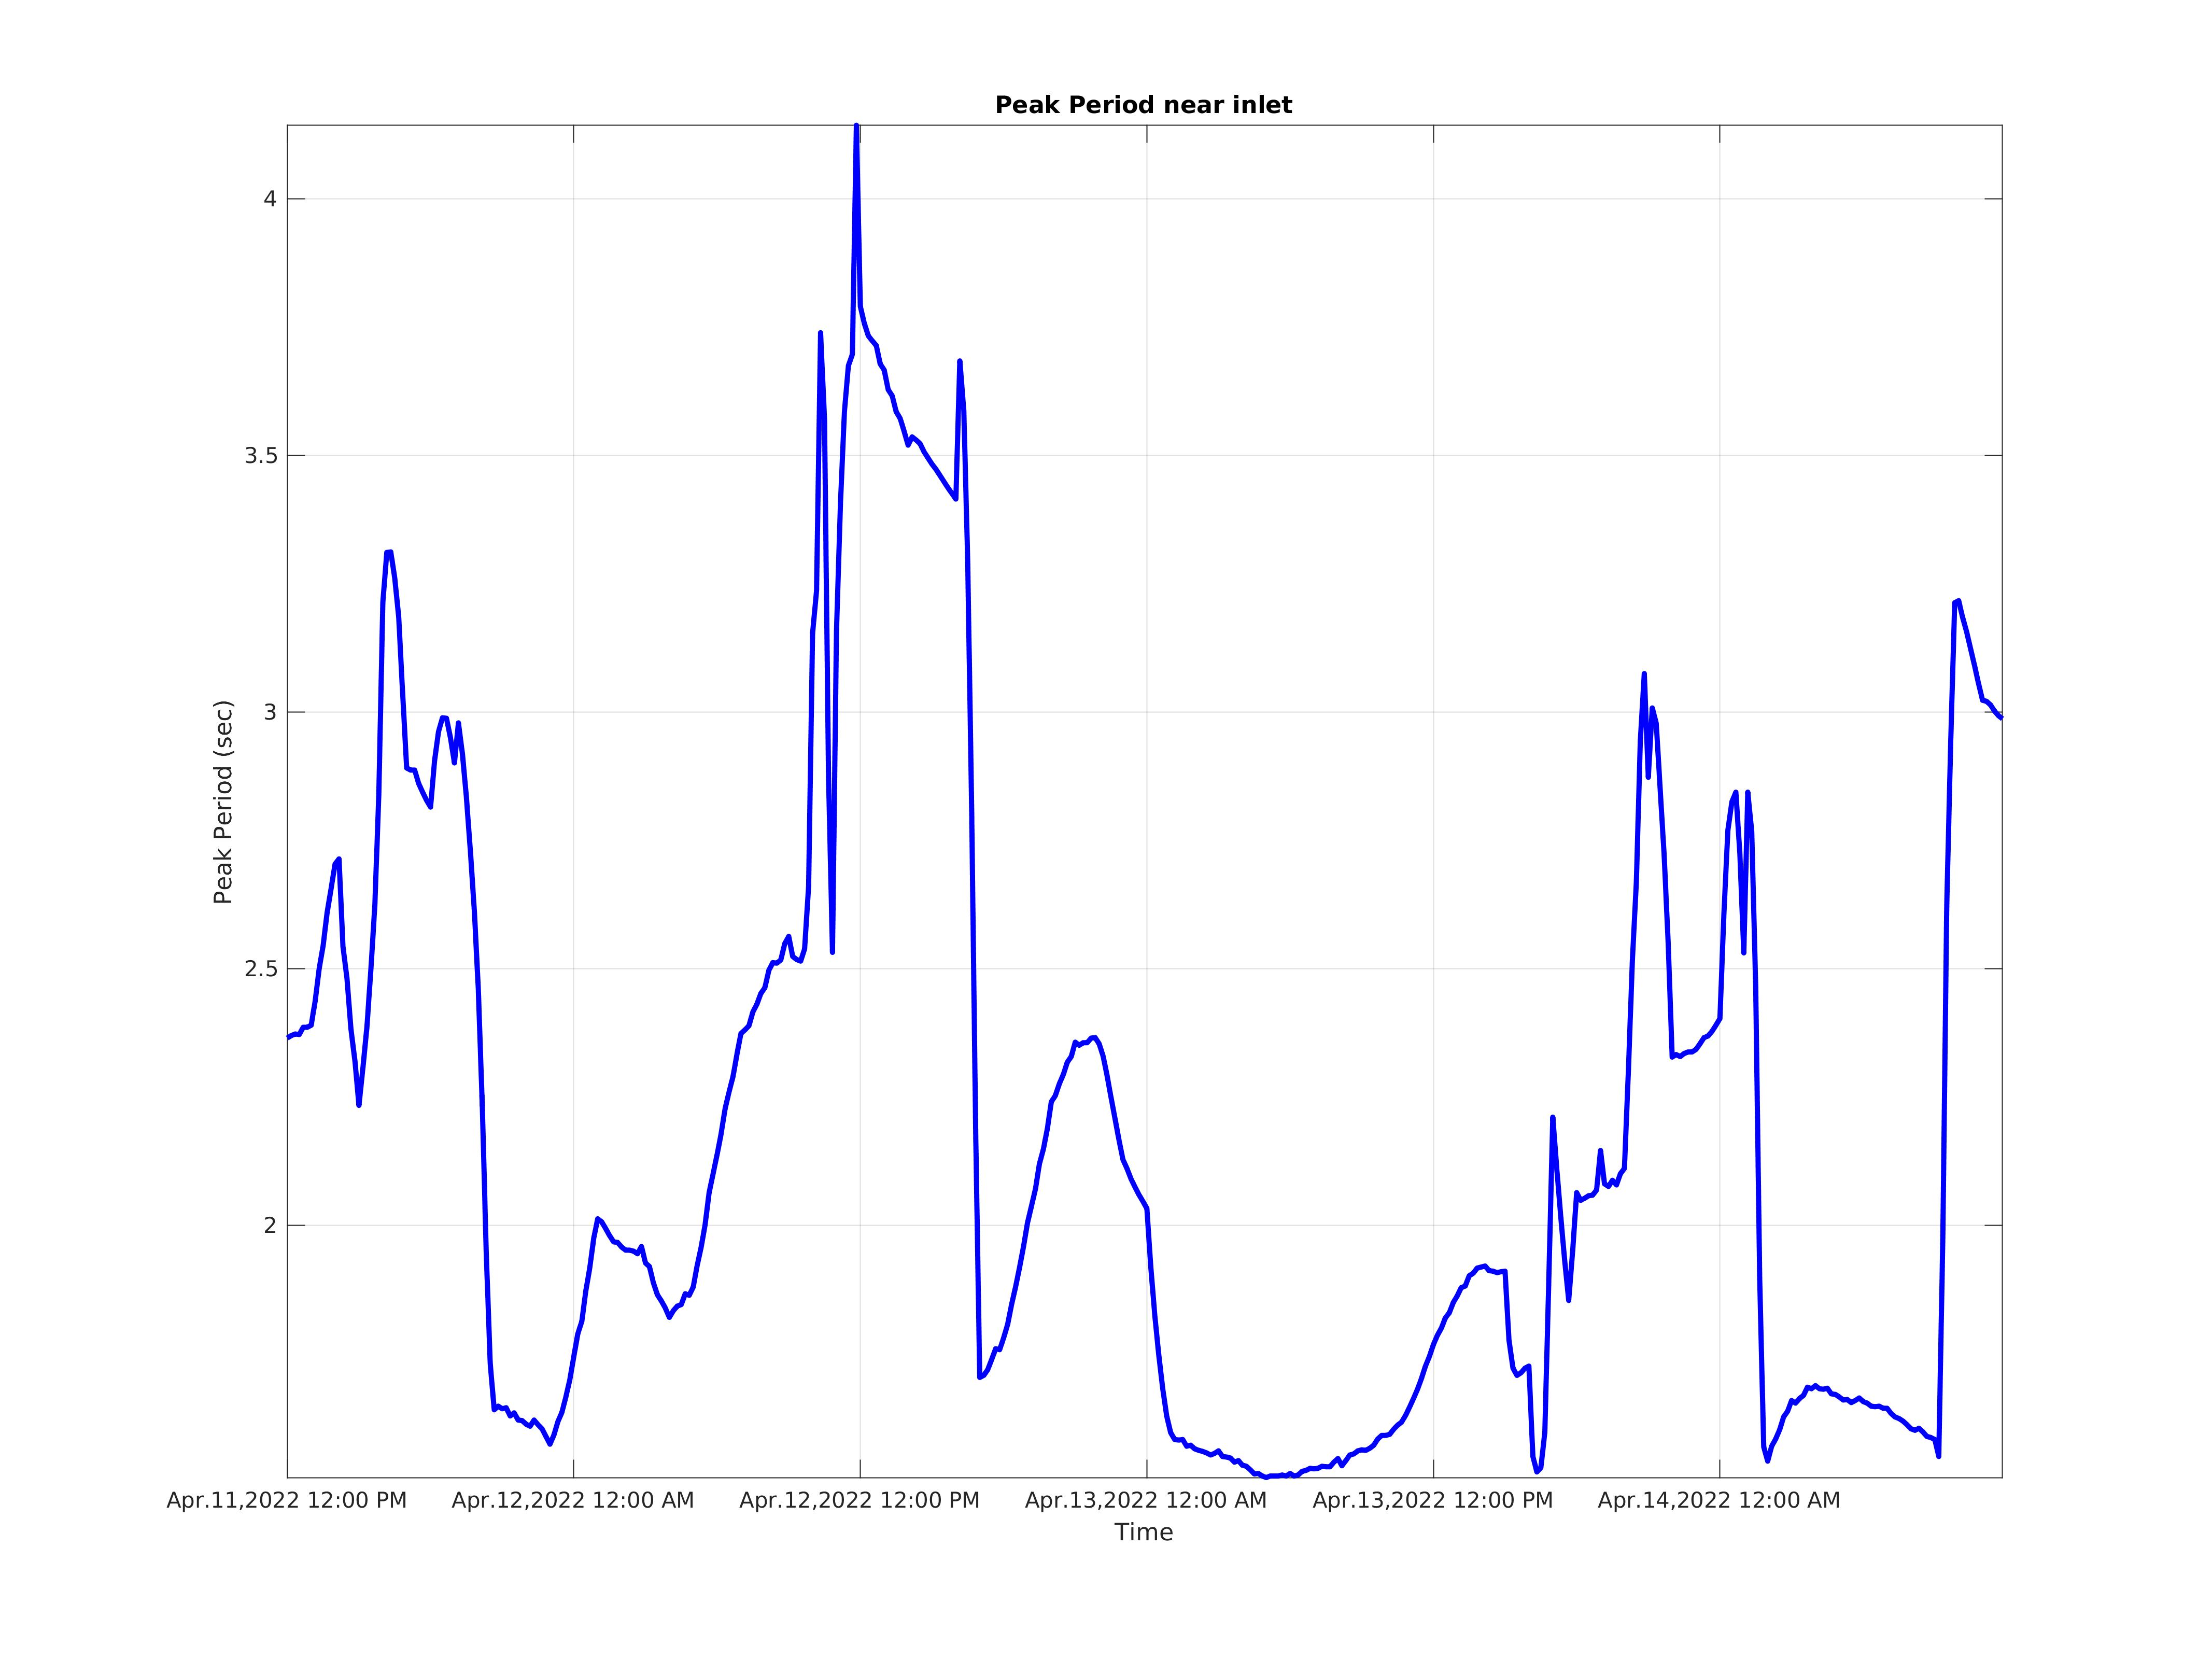 Peak Period near inlet
4
3.5
3
2.5
2
Peak Period (sec)
Apr.11,2022 12:00 PM
Apr.12,2022 12:00 AM
Apr.12,2022 12:00 PM
Apr.13,2022 12:00 AM
Apr.13,2022 12:00 PM
Apr.14,2022 12:00 AM
Time